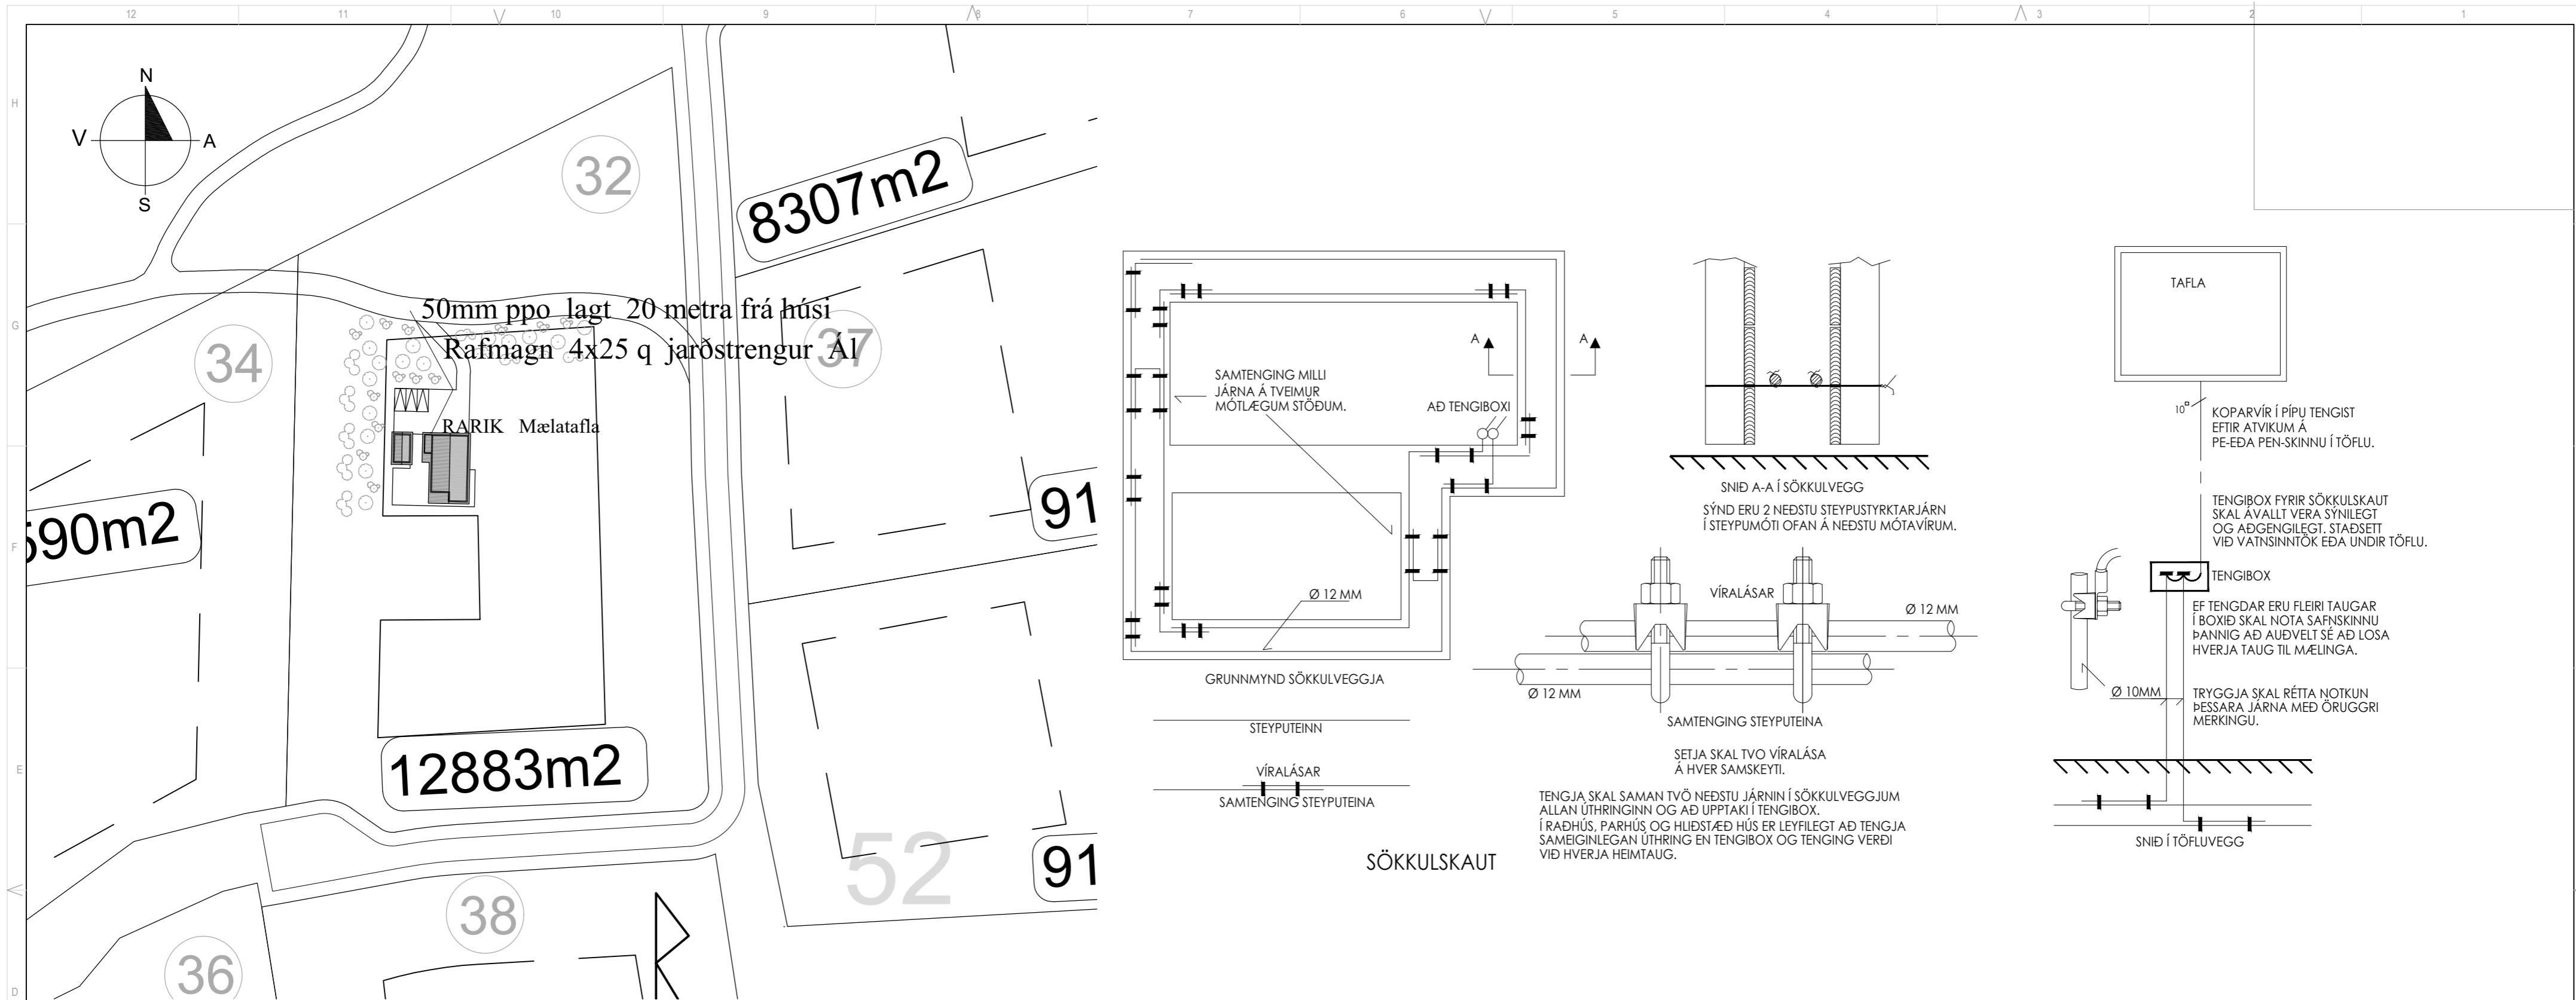 12 11 10 9 8 7 6 5 4 3 2 1
H
G
F
E
D
N
V
A
S
32
8307m2
50mm ppo lagt 20 metra frá húsi
Rafmagn 4x25 q jarðstrengur Ál
34
37
RARIK Mælatafla
590m2
91
12883m2
91
52
38
36
SAMTENGING MILLI
JÁRNA Á TVEIMUR
MÓTLÆGUM STÖÐUM.
A
A
AÐ TENGIBOXI
Ø 12 MM
GRUNNMYND SÖKKULVEGGJA
STEYPUTEINN
VÍRALÁSAR
SAMTENGING STEYPUTEINA
SNIÐ A-A Í SÖKKULVEGG
SÝND ERU 2 NEÐSTU STEYPUSTYRKTARJÁRN
Í STEYPUMÓTI OFAN Á NEÐSTU MÓTAVÍRUM.
VÍRALÁSAR
Ø 12 MM
Ø 12 MM
SAMTENGING STEYPUTEINA
SETJA SKAL TVO VÍRALÁSA
Á HVER SAMSKEYTI.
TENGJA SKAL SAMAN TVÖ NEÐSTU JÁRNIN Í SÖKKULVEGGJUM
ALLAN ÚTHRINGINN OG AÐ UPPTAKI Í TENGIBOX.
Í RAÐHÚS, PARHÚS OG HLIÐSTÆÐ HÚS ER LEYFILEGT AÐ TENGJA
SAMEIGINLEGAN ÚTHRING EN TENGIBOX OG TENGING VERÐI
VIÐ HVERJA HEIMTAUG.
SÖKKULSKAUT
TAFLA
10
KOPARVÍR Í PÍPU TENGIST
EFTIR ATVIKUM Á
PE-EÐA PEN-SKINNU Í TÖFLU.
TENGIBOX FYRIR SÖKKULSKAUT
SKAL ÁVALLT VERA SÝNILEGT
OG AÐGENGILEGT. STAÐSETT
VIÐ VATNSINNTÖK EÐA UNDIR TÖFLU.
TENGIBOX
EF TENGDAR ERU FLEIRI TAUGAR
Í BOXIÐ SKAL NOTA SAFNSKINNU
ÞANNIG AÐ AUÐVELT SÉ AÐ LOSA
HVERJA TAUG TIL MÆLINGA.
Ø 10MM
TRYGGJA SKAL RÉTTA NOTKUN
ÞESSARA JÁRNA MEÐ ÖRUGGRI
MERKINGU.
SNIÐ Í TÖFLUVEGG